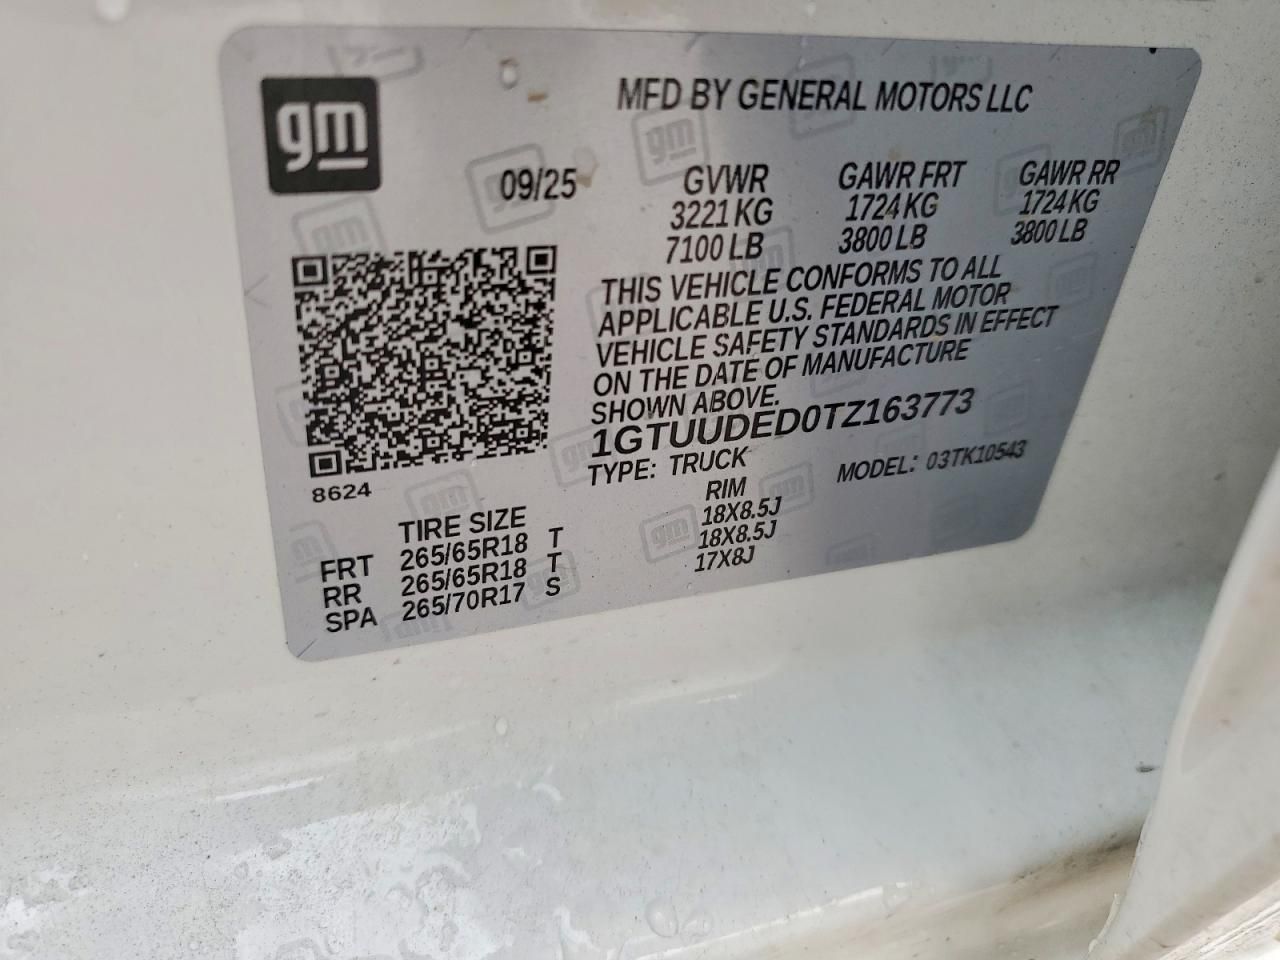 gm
MFD BY GENERAL MOTORS LLC
09/25
GVWR GAWR FRT GAWR RR
3221 KG 1724 KG 1724 KG
7100 LB 3800 LB 3800 LB
THIS VEHICLE CONFORMS TO ALL
APPLICABLE U.S. FEDERAL MOTOR
VEHICLE SAFETY STANDARDS IN EFFECT
ON THE DATE OF MANUFACTURE
SHOWN ABOVE.
1GTUUDED0TZ163773
TYPE: TRUCK MODEL: 03TK10543
8624
TIRE SIZE RIM
FRT 265/65R18 T 18X8.5J
RR 265/65R18 T 18X8.5J
SPA 265/70R17 S 17X8J